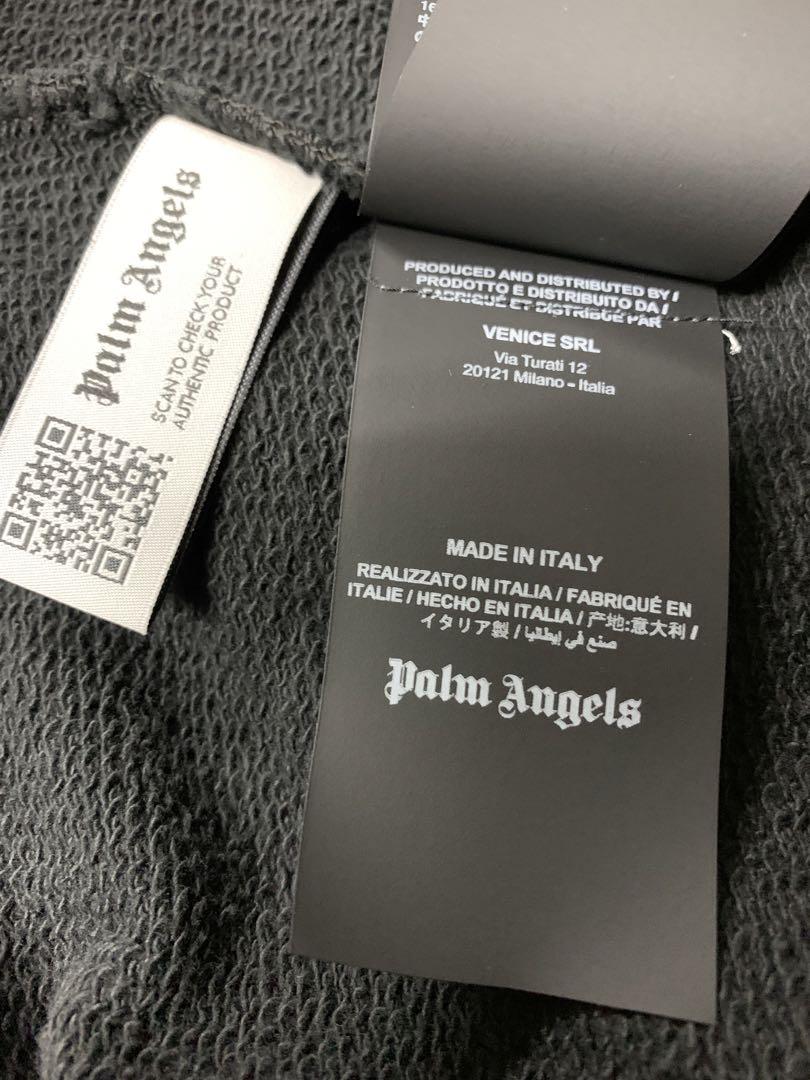 Palm Angels
SCAN TO CHECK YOUR
AUTHENTIC PRODUCT
PRODUCED AND DISTRIBUTED BY /
PRODOTTO E DISTRIBUITO DA /
FABRIQUÉ ET DISTRIBUÉ PAR
VENICE SRL
Via Turati 12
20121 Milano - Italia
MADE IN ITALY
REALIZZATO IN ITALIA / FABRIQUÉ EN
ITALIE / HECHO EN ITALIA / 产地:意大利 /
イタリア製 / صنع في إيطاليا
Palm Angels